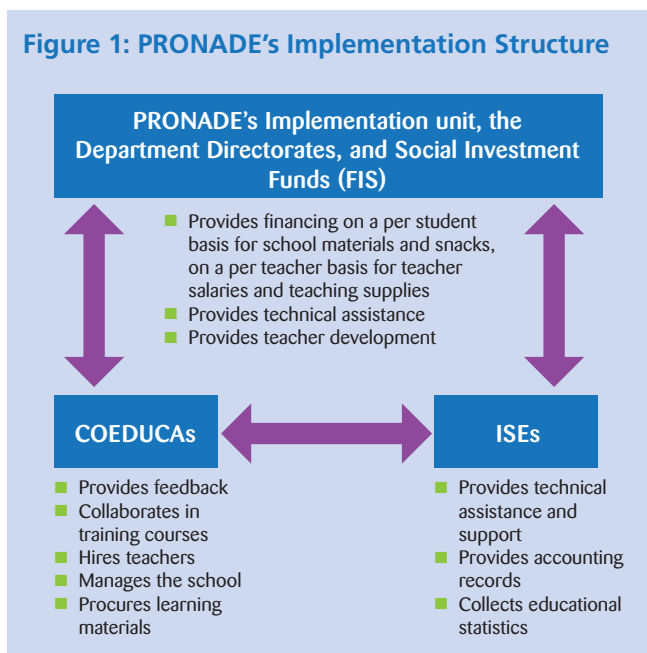 Figure 1: PRONADE’s Implementation Structure
PRONADE’s Implementation unit, the
Department Directorates, and Social Investment
Funds (FIS)
Provides financing on a per student
basis for school materials and snacks,
on a per teacher basis for teacher
salaries and teaching supplies
Provides technical assistance
Provides teacher development
COEDUCAs
Provides feedback
Collaborates in
training courses
Hires teachers
Manages the school
Procures learning
materials
ISEs
Provides technical
assistance and
support
Provides accounting
records
Collects educational
statistics